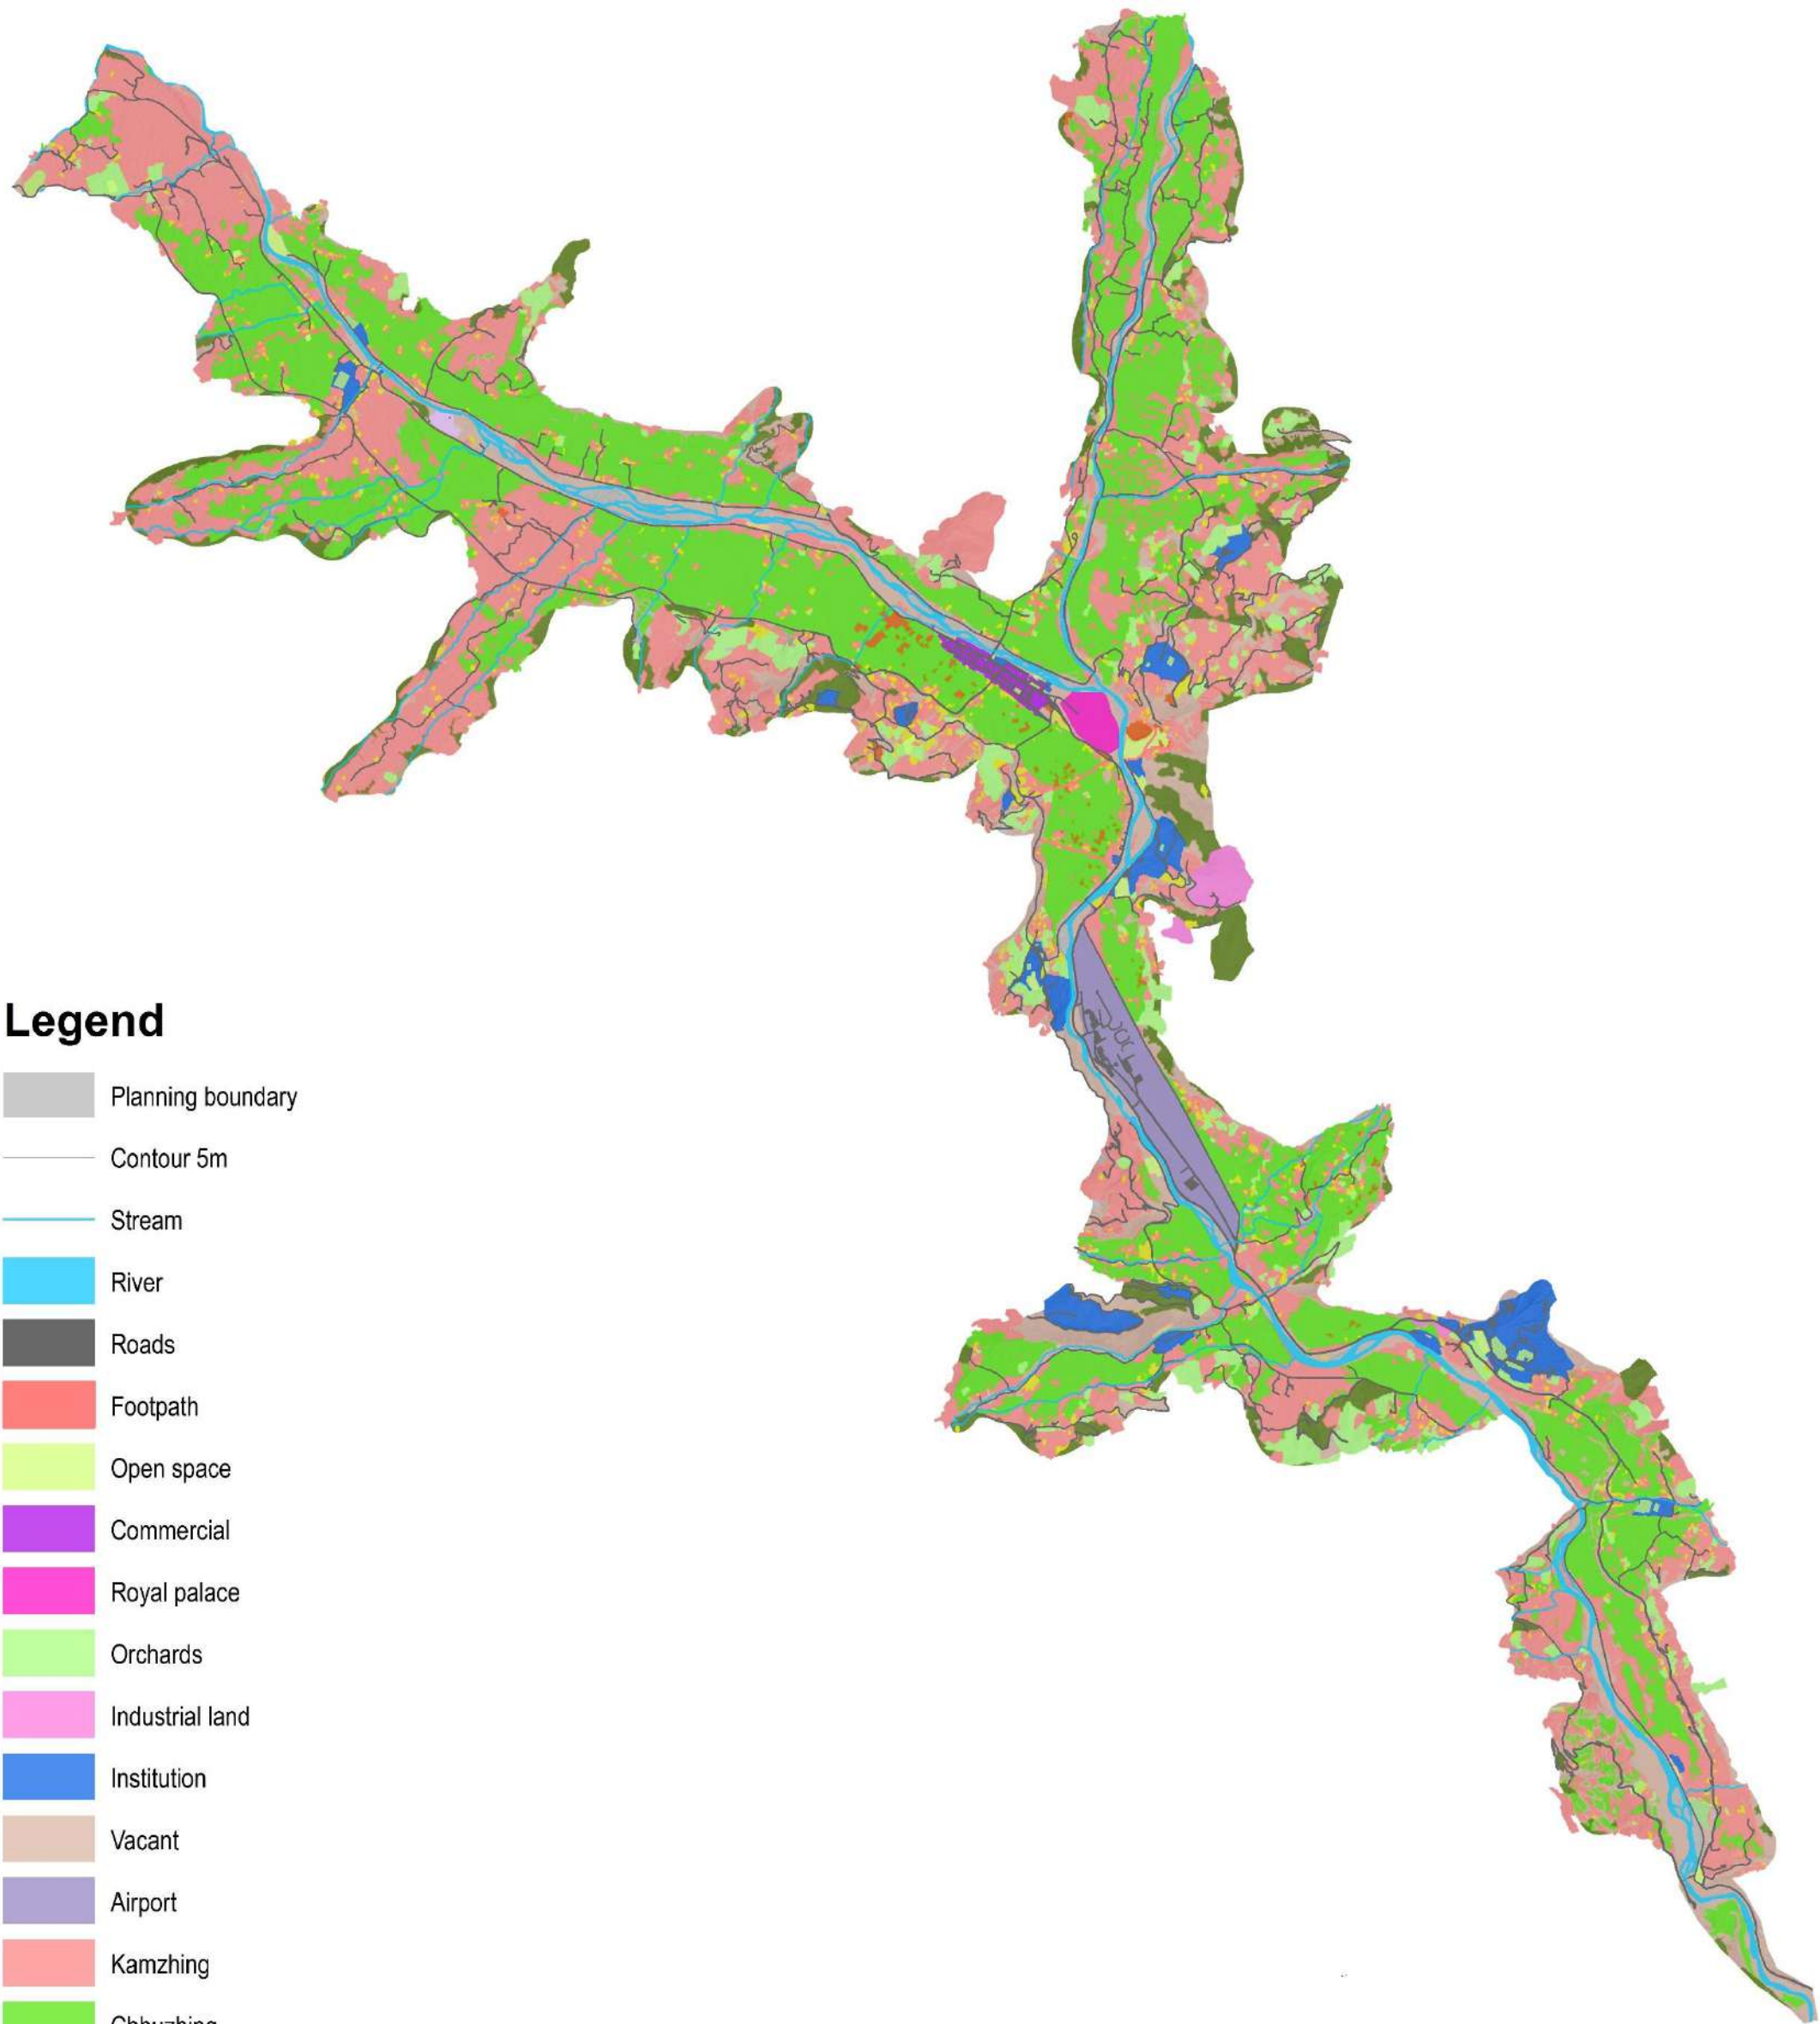 Legend
Planning boundary
Contour 5m
Stream
River
Roads
Footpath
Open space
Commercial
Royal palace
Orchards
Industrial land
Institution
Vacant
Airport
Kamzhing